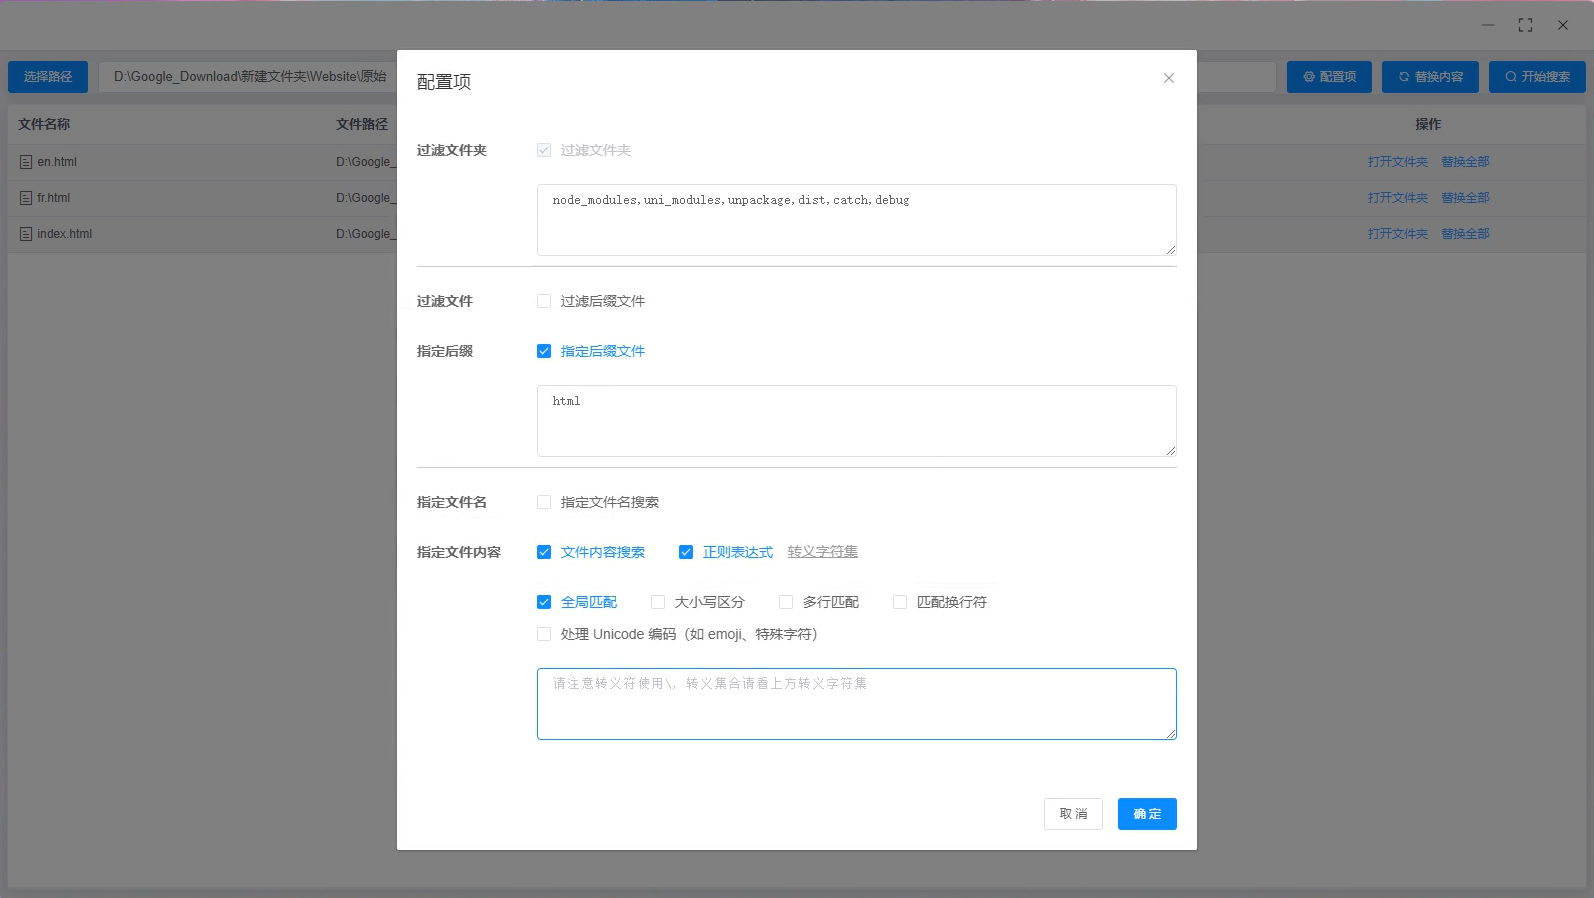 选择路径 D:\Google_Download\新建文件夹\Website\原始 配置项 替换内容 开始搜索
文件名称 文件路径 操作
en.html D:\Google_ 打开文件夹 替换全部
fr.html D:\Google_ 打开文件夹 替换全部
index.html D:\Google_ 打开文件夹 替换全部
配置项
过滤文件夹 过滤文件夹
node_modules,uni_modules,unpackage,dist,catch,debug
过滤文件 过滤后缀文件
指定后缀 指定后缀文件
html
指定文件名 指定文件名搜索
指定文件内容 文件内容搜索 正则表达式 转义字符集
全局匹配 大小写区分 多行匹配 匹配换行符
处理 Unicode 编码（如 emoji、特殊字符）
请注意转义符使用\，转义集合请看上方转义字符集
取 消 确 定